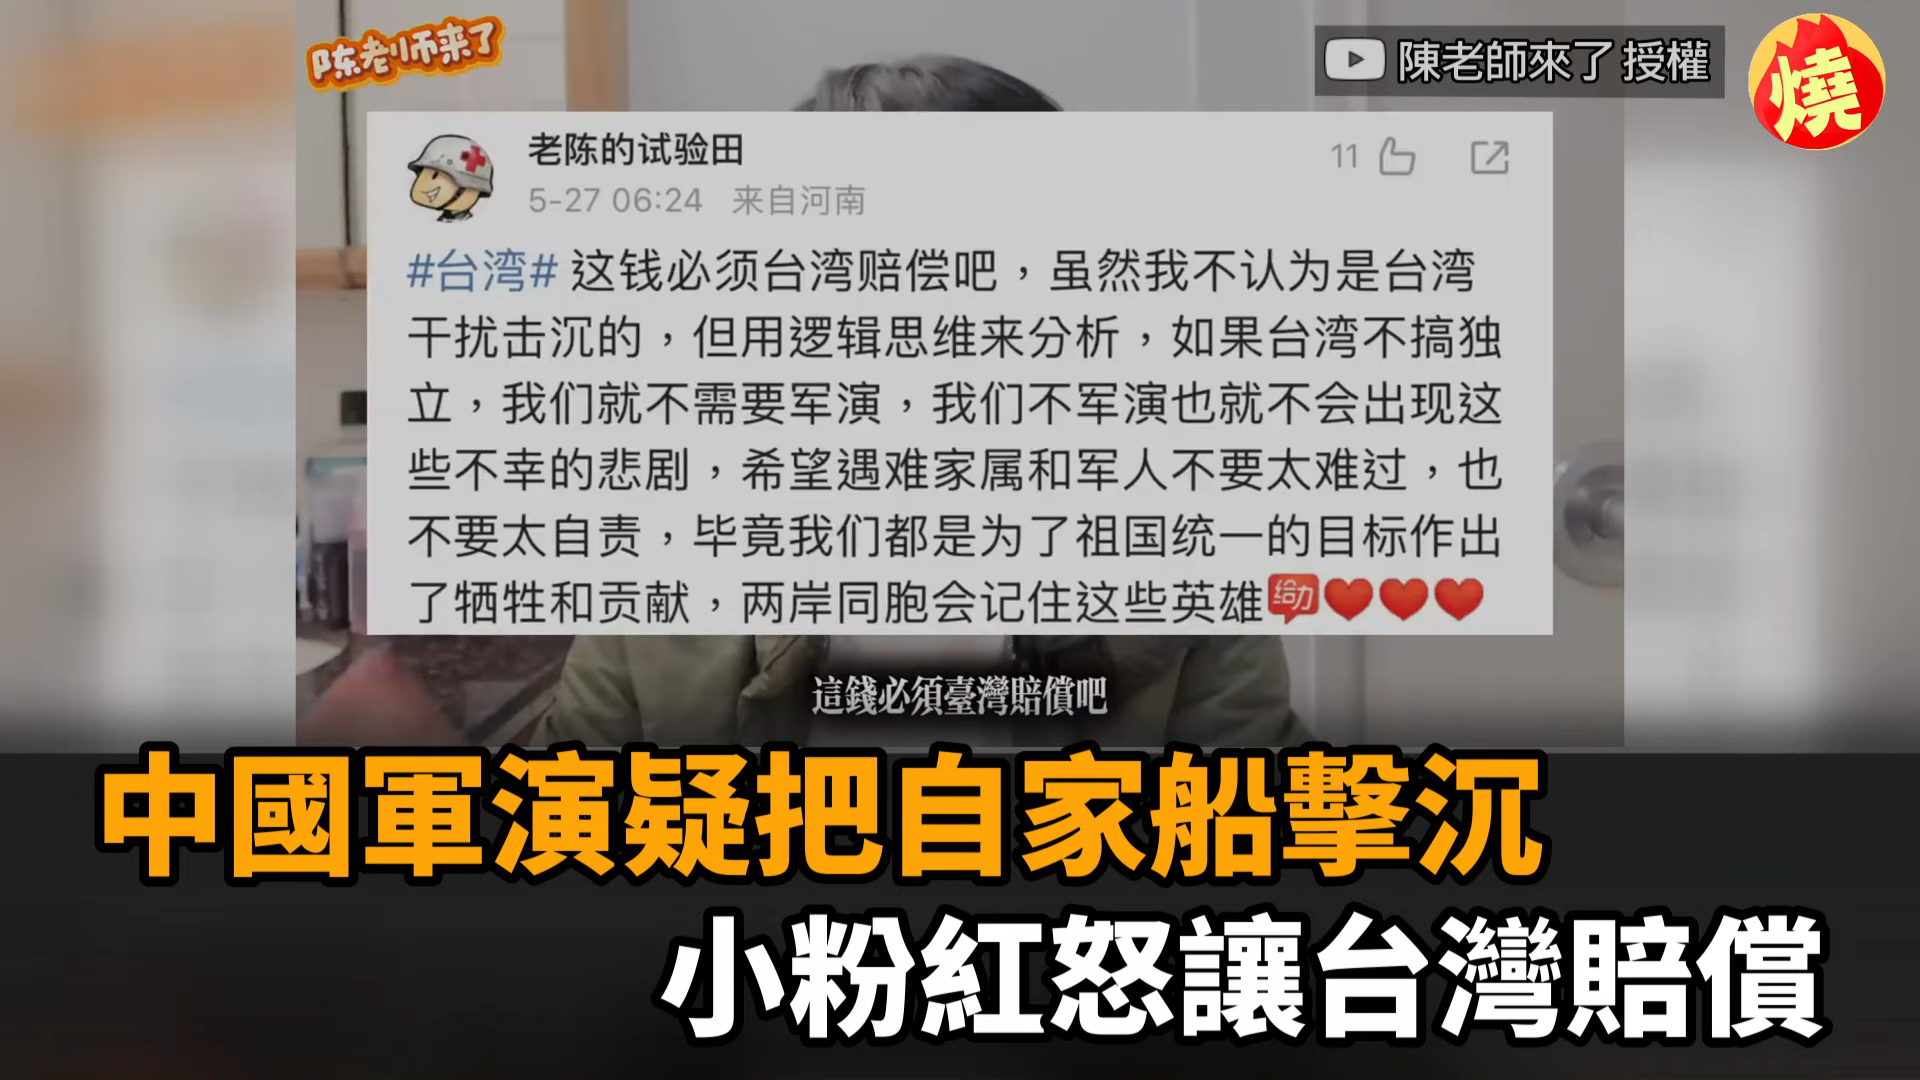 陈老师来了
陳老師來了 授權
燒
老陈的试验田
11
5-27 06:24 来自河南
#台湾# 这钱必须台湾赔偿吧，虽然我不认为是台湾
干扰击沉的，但用逻辑思维来分析，如果台湾不搞独
立，我们就不需要军演，我们不军演也就不会出现这
些不幸的悲剧，希望遇难家属和军人不要太难过，也
不要太自责，毕竟我们都是为了祖国统一的目标作出
了牺牲和贡献，两岸同胞会记住这些英雄给力
這錢必須臺灣賠償吧
中國軍演疑把自家船擊沉
小粉紅怒讓台灣賠償